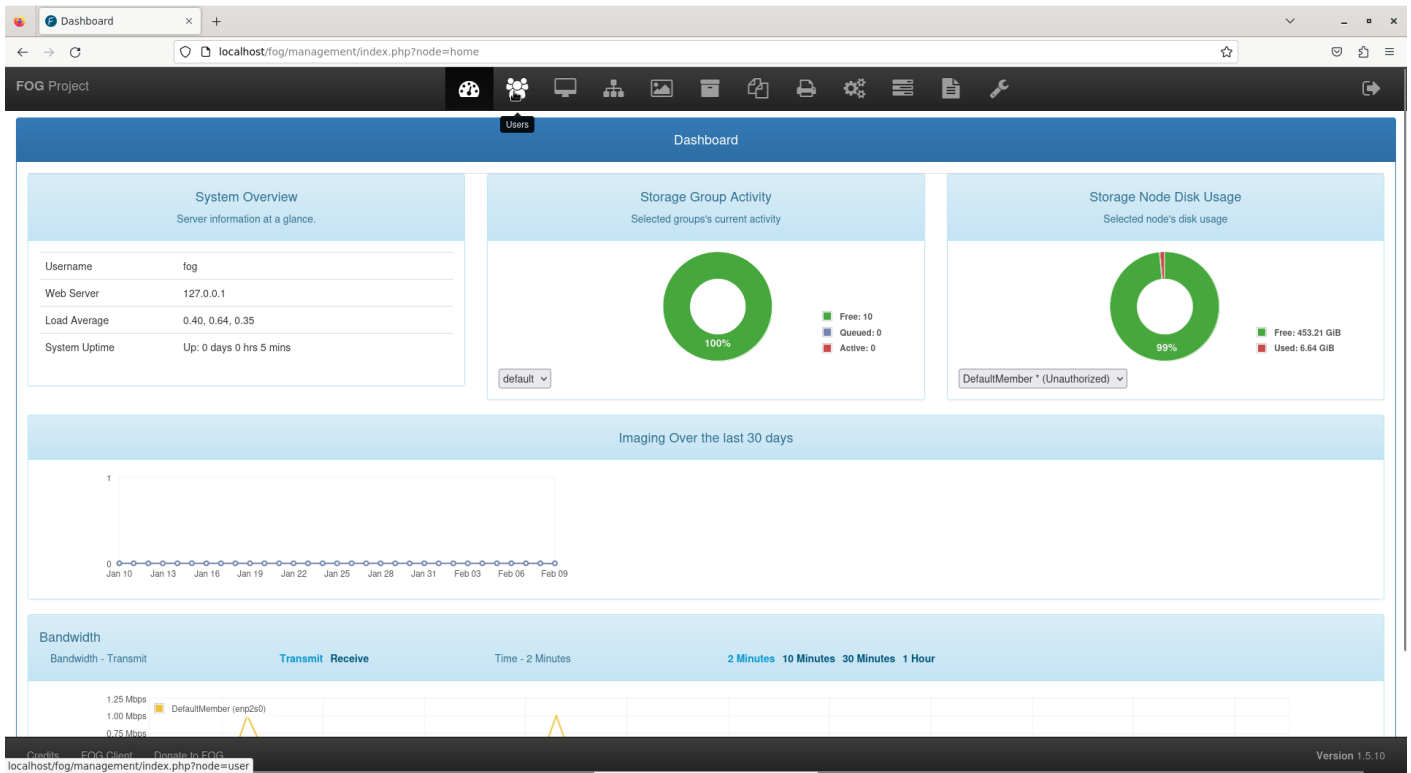 Dashboard
localhost/fog/management/index.php?node=home
FOG Project
Users
Dashboard
System Overview
Server information at a glance.
Username fog
Web Server 127.0.0.1
Load Average 0.40, 0.64, 0.35
System Uptime Up: 0 days 0 hrs 5 mins
Storage Group Activity
Selected groups's current activity
100%
Free: 10
Queued: 0
Active: 0
default
Storage Node Disk Usage
Selected node's disk usage
99%
Free: 453.21 GiB
Used: 6.64 GiB
DefaultMember * (Unauthorized)
Imaging Over the last 30 days
1
0
Jan 10 Jan 13 Jan 16 Jan 19 Jan 22 Jan 25 Jan 28 Jan 31 Feb 03 Feb 06 Feb 09
Bandwidth
Bandwidth - Transmit Transmit Receive Time - 2 Minutes 2 Minutes 10 Minutes 30 Minutes 1 Hour
1.25 Mbps
DefaultMember (enp2s0)
1.00 Mbps
0.75 Mbps
Credits FOG Client Donate to FOG Version 1.5.10
localhost/fog/management/index.php?node=user